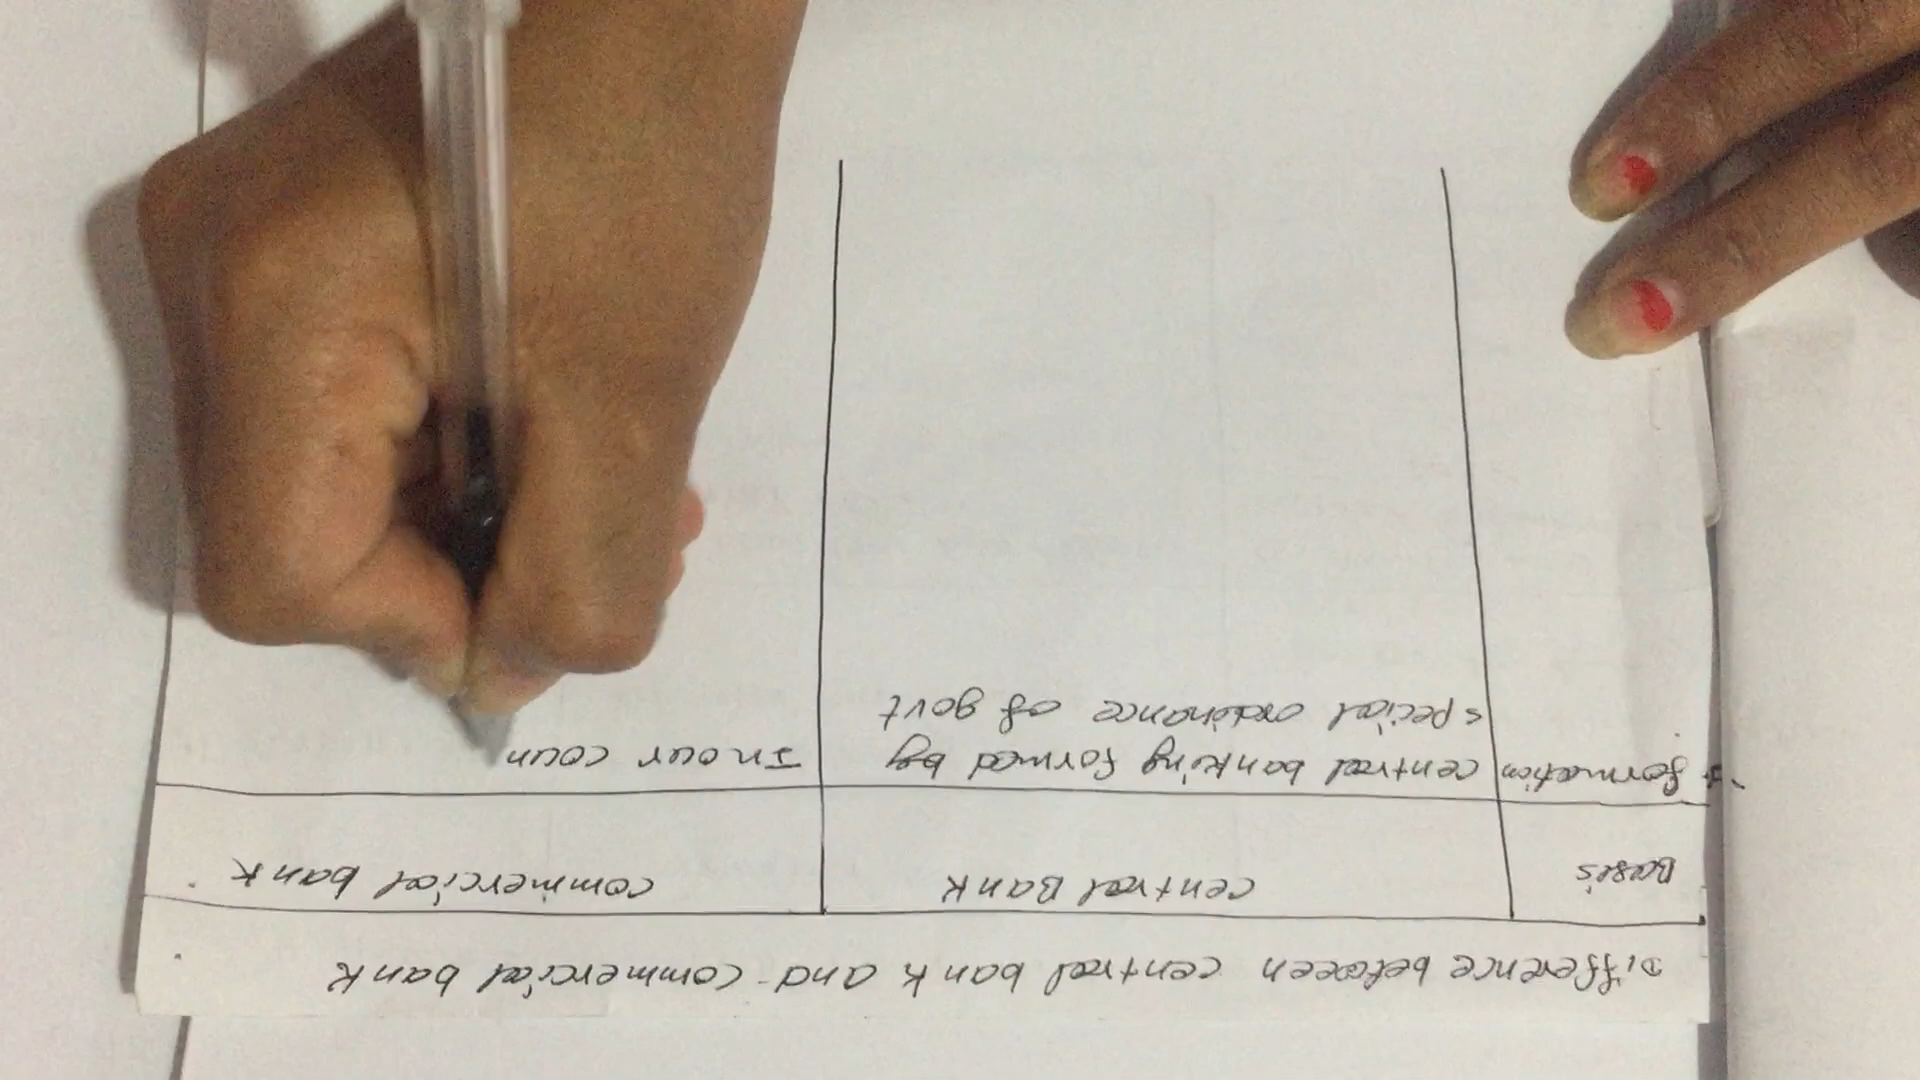 Difference between central bank and commercial bank
Basis
central Bank
commercial bank
formation
central banking formed by
special ordinance of govt
In our coun